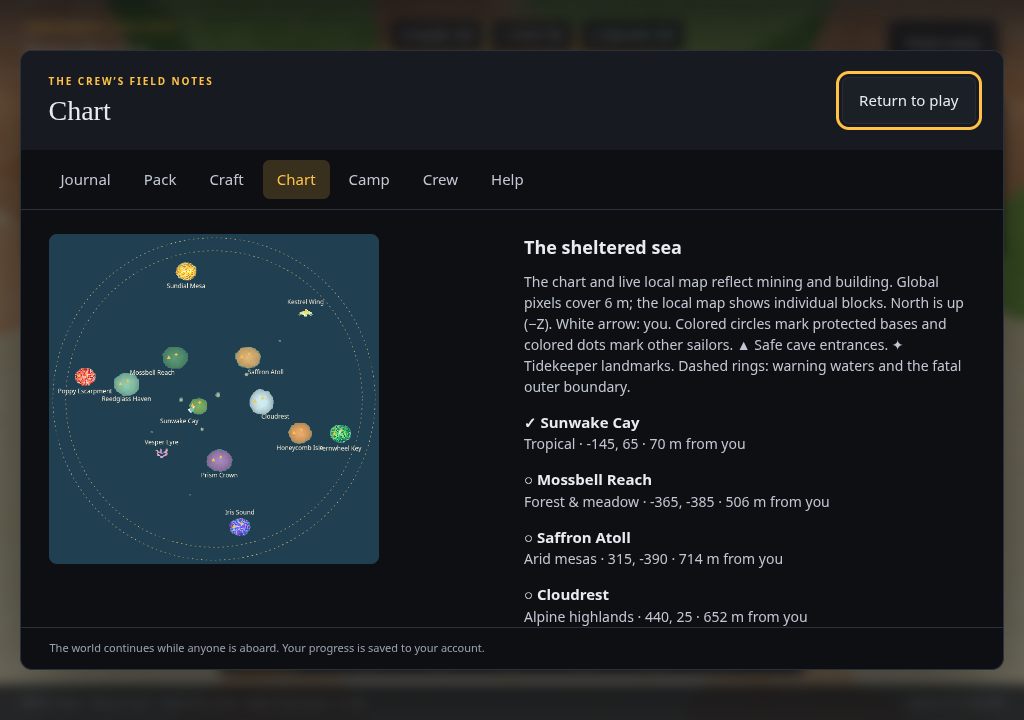 THE CREW'S FIELD NOTES
Chart
Return to play
Journal
Pack
Craft
Chart
Camp
Crew
Help
Sundial Mesa
Kestrel Wing
Mossbell Reach
Saffron Atoll
Poppy Escarpment
Reedglass Haven
Cloudrest
Sunwake Cay
Vesper Lyre
Honeycomb Isle
Fernwheel Key
Prism Crown
Iris Sound
The sheltered sea
The chart and live local map reflect mining and building. Global
pixels cover 6 m; the local map shows individual blocks. North is up
(−Z). White arrow: you. Colored circles mark protected bases and
colored dots mark other sailors. ▲ Safe cave entrances. ✦
Tidekeeper landmarks. Dashed rings: warning waters and the fatal
outer boundary.
✓ Sunwake Cay
Tropical · -145, 65 · 70 m from you
○ Mossbell Reach
Forest & meadow · -365, -385 · 506 m from you
○ Saffron Atoll
Arid mesas · 315, -390 · 714 m from you
○ Cloudrest
Alpine highlands · 440, 25 · 652 m from you
The world continues while anyone is aboard. Your progress is saved to your account.